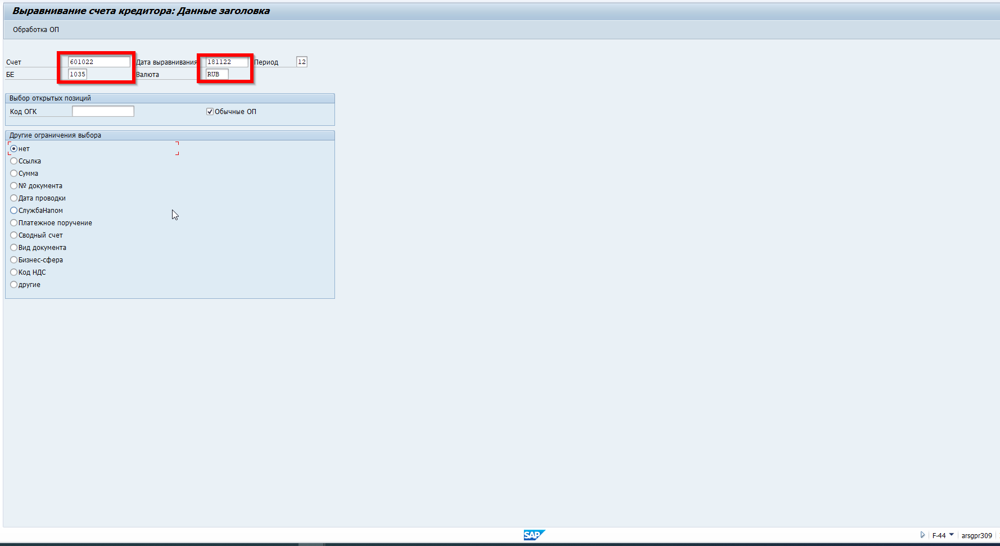 Выравнивание счета кредитора: Данные заголовка
Обработка ОП
Счет 601022 Дата выравнивания 181122 Период 12
БЕ 1035 Валюта RUB
Выбор открытых позиций
Код ОГК Обычные ОП
Другие ограничения выбора
нет
Ссылка
Сумма
№ документа
Дата проводки
СлужбаНапом
Платежное поручение
Сводный счет
Вид документа
Бизнес-сфера
Код НДС
другие
SAP F-44 arsgpr309